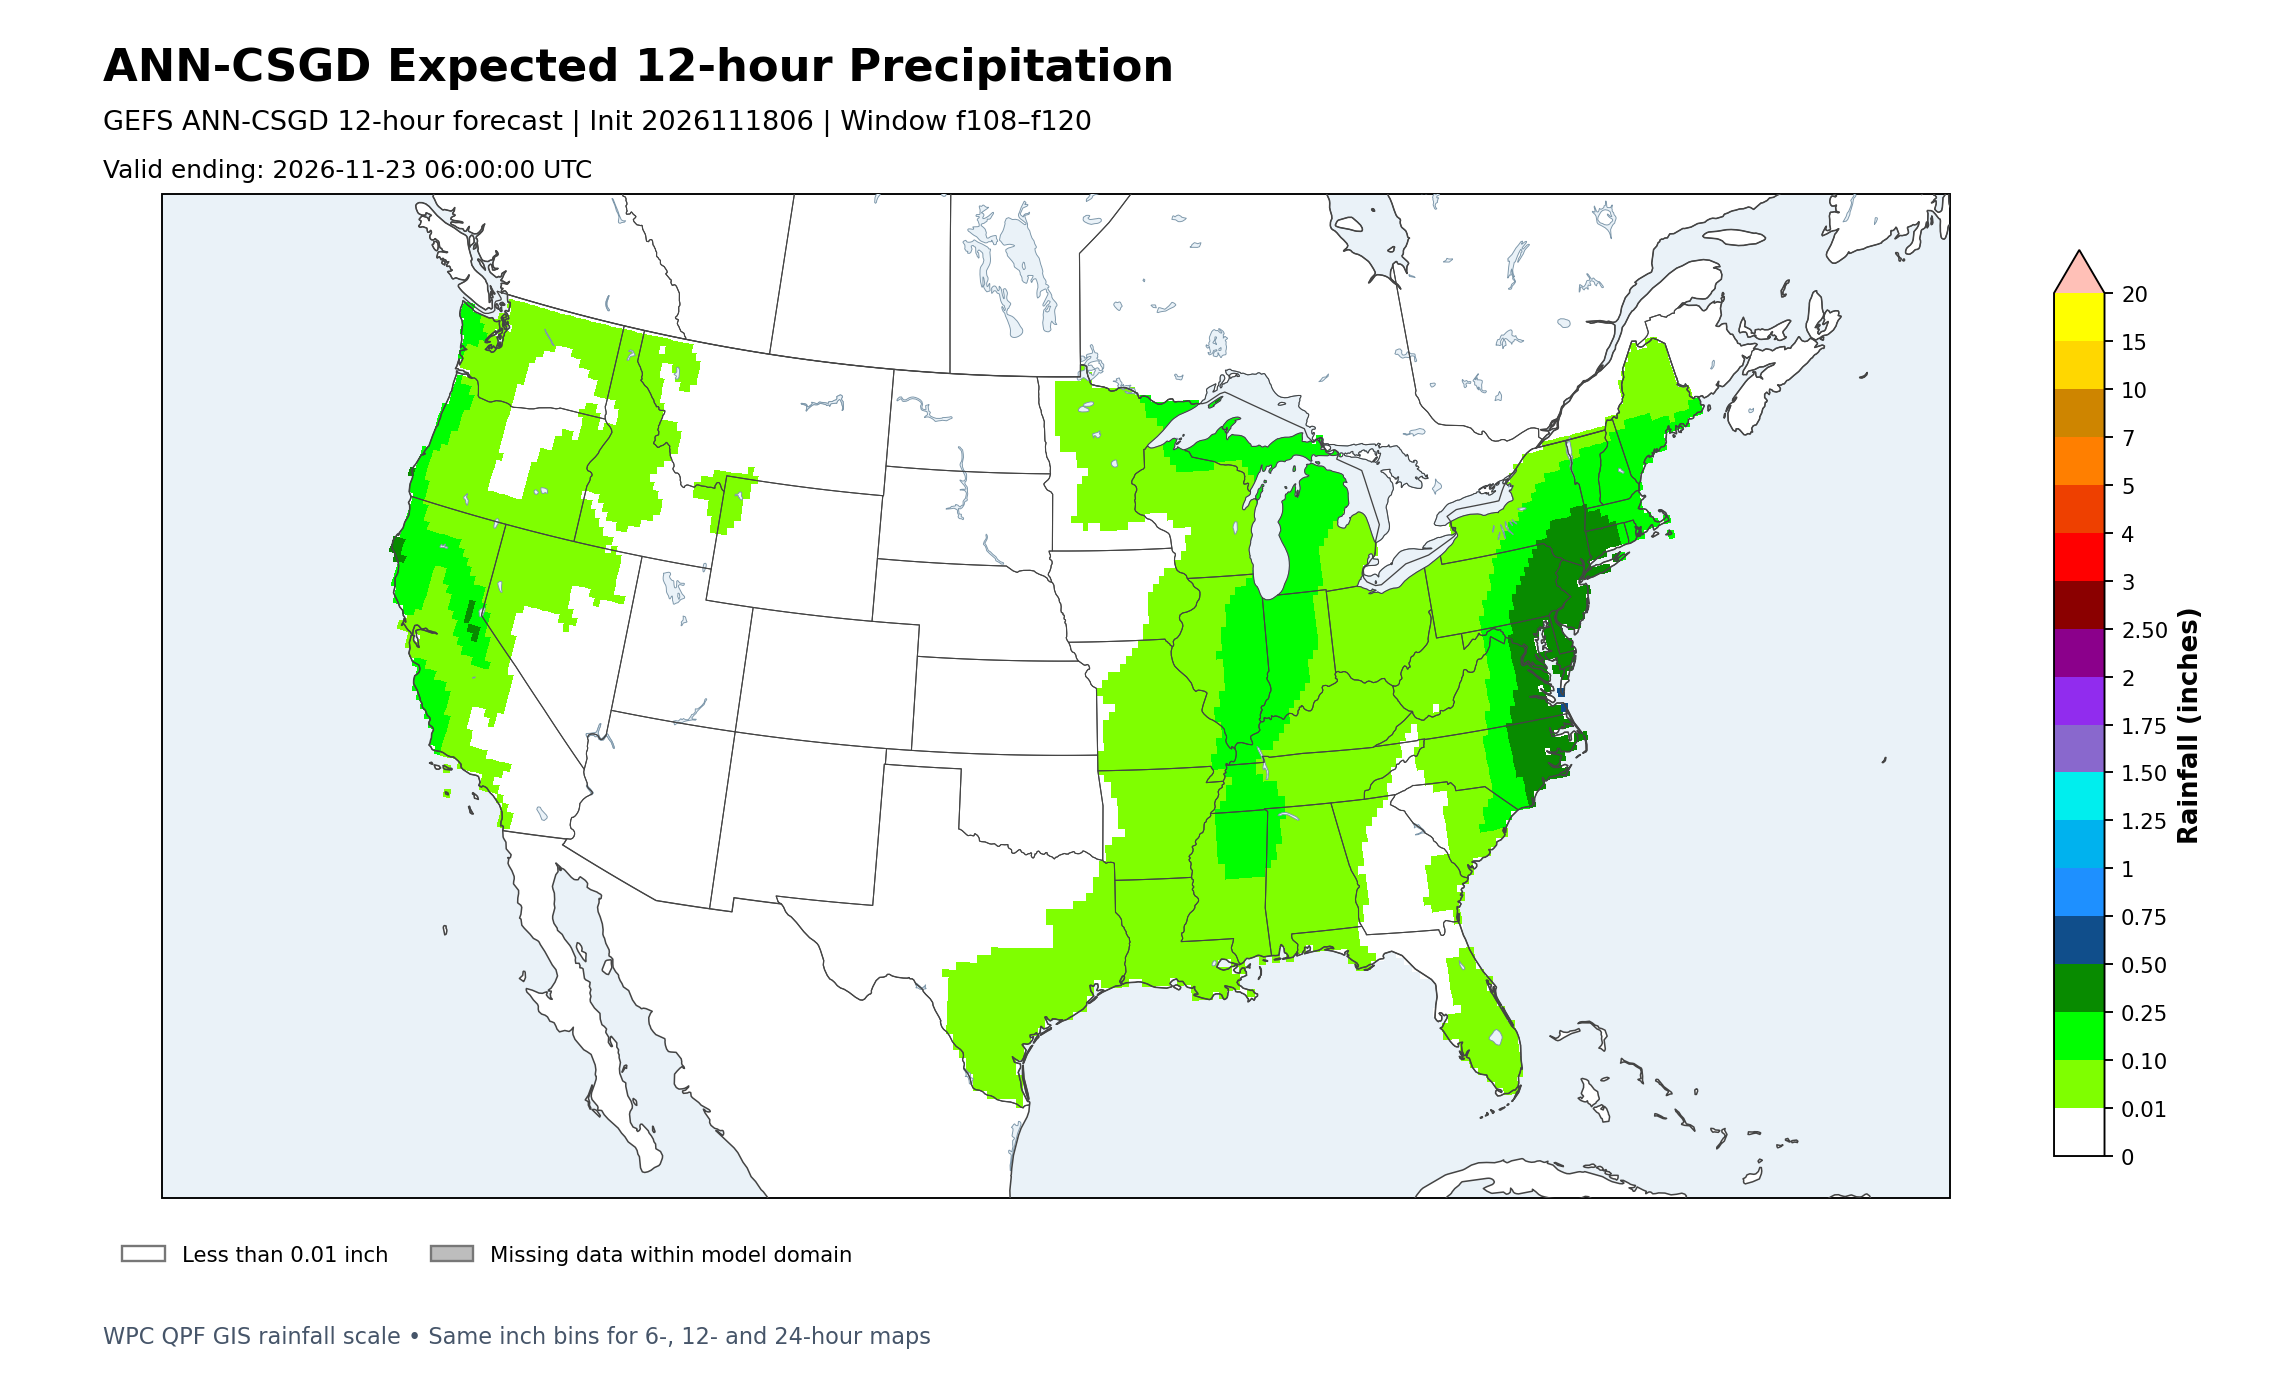 ANN-CSGD Expected 12-hour Precipitation
GEFS ANN-CSGD 12-hour forecast | Init 2026111806 | Window f108–f120
Valid ending: 2026-11-23 06:00:00 UTC
20
15
10
7
5
4
3
2.50
2
1.75
1.50
1.25
1
0.75
0.50
0.25
0.10
0.01
0
Rainfall (inches)
Less than 0.01 inch
Missing data within model domain
WPC QPF GIS rainfall scale • Same inch bins for 6-, 12- and 24-hour maps